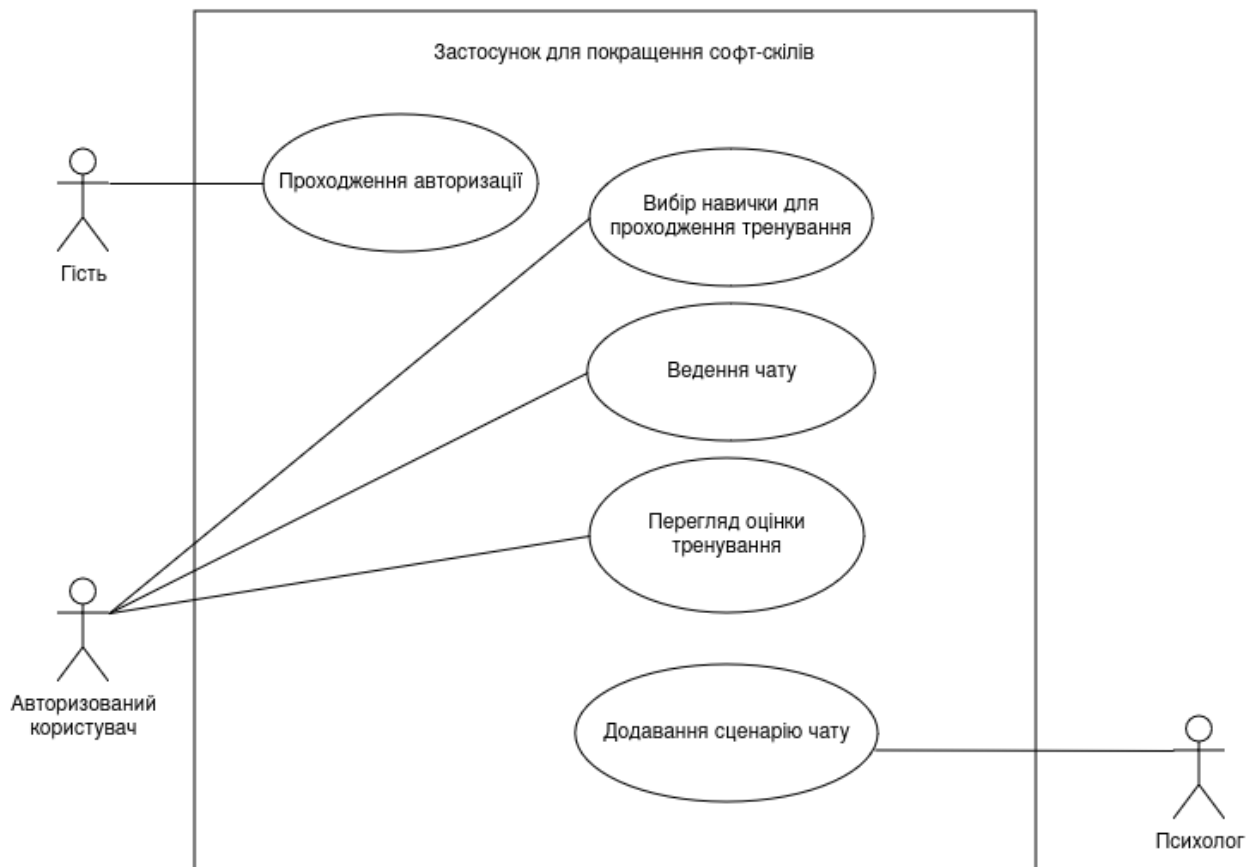 Застосунок для покращення софт-скілів
Проходження авторизації
Вибір навички для
проходження тренування
Гість
Ведення чату
Перегляд оцінки
тренування
Авторизований
користувач
Додавання сценарію чату
Психолог